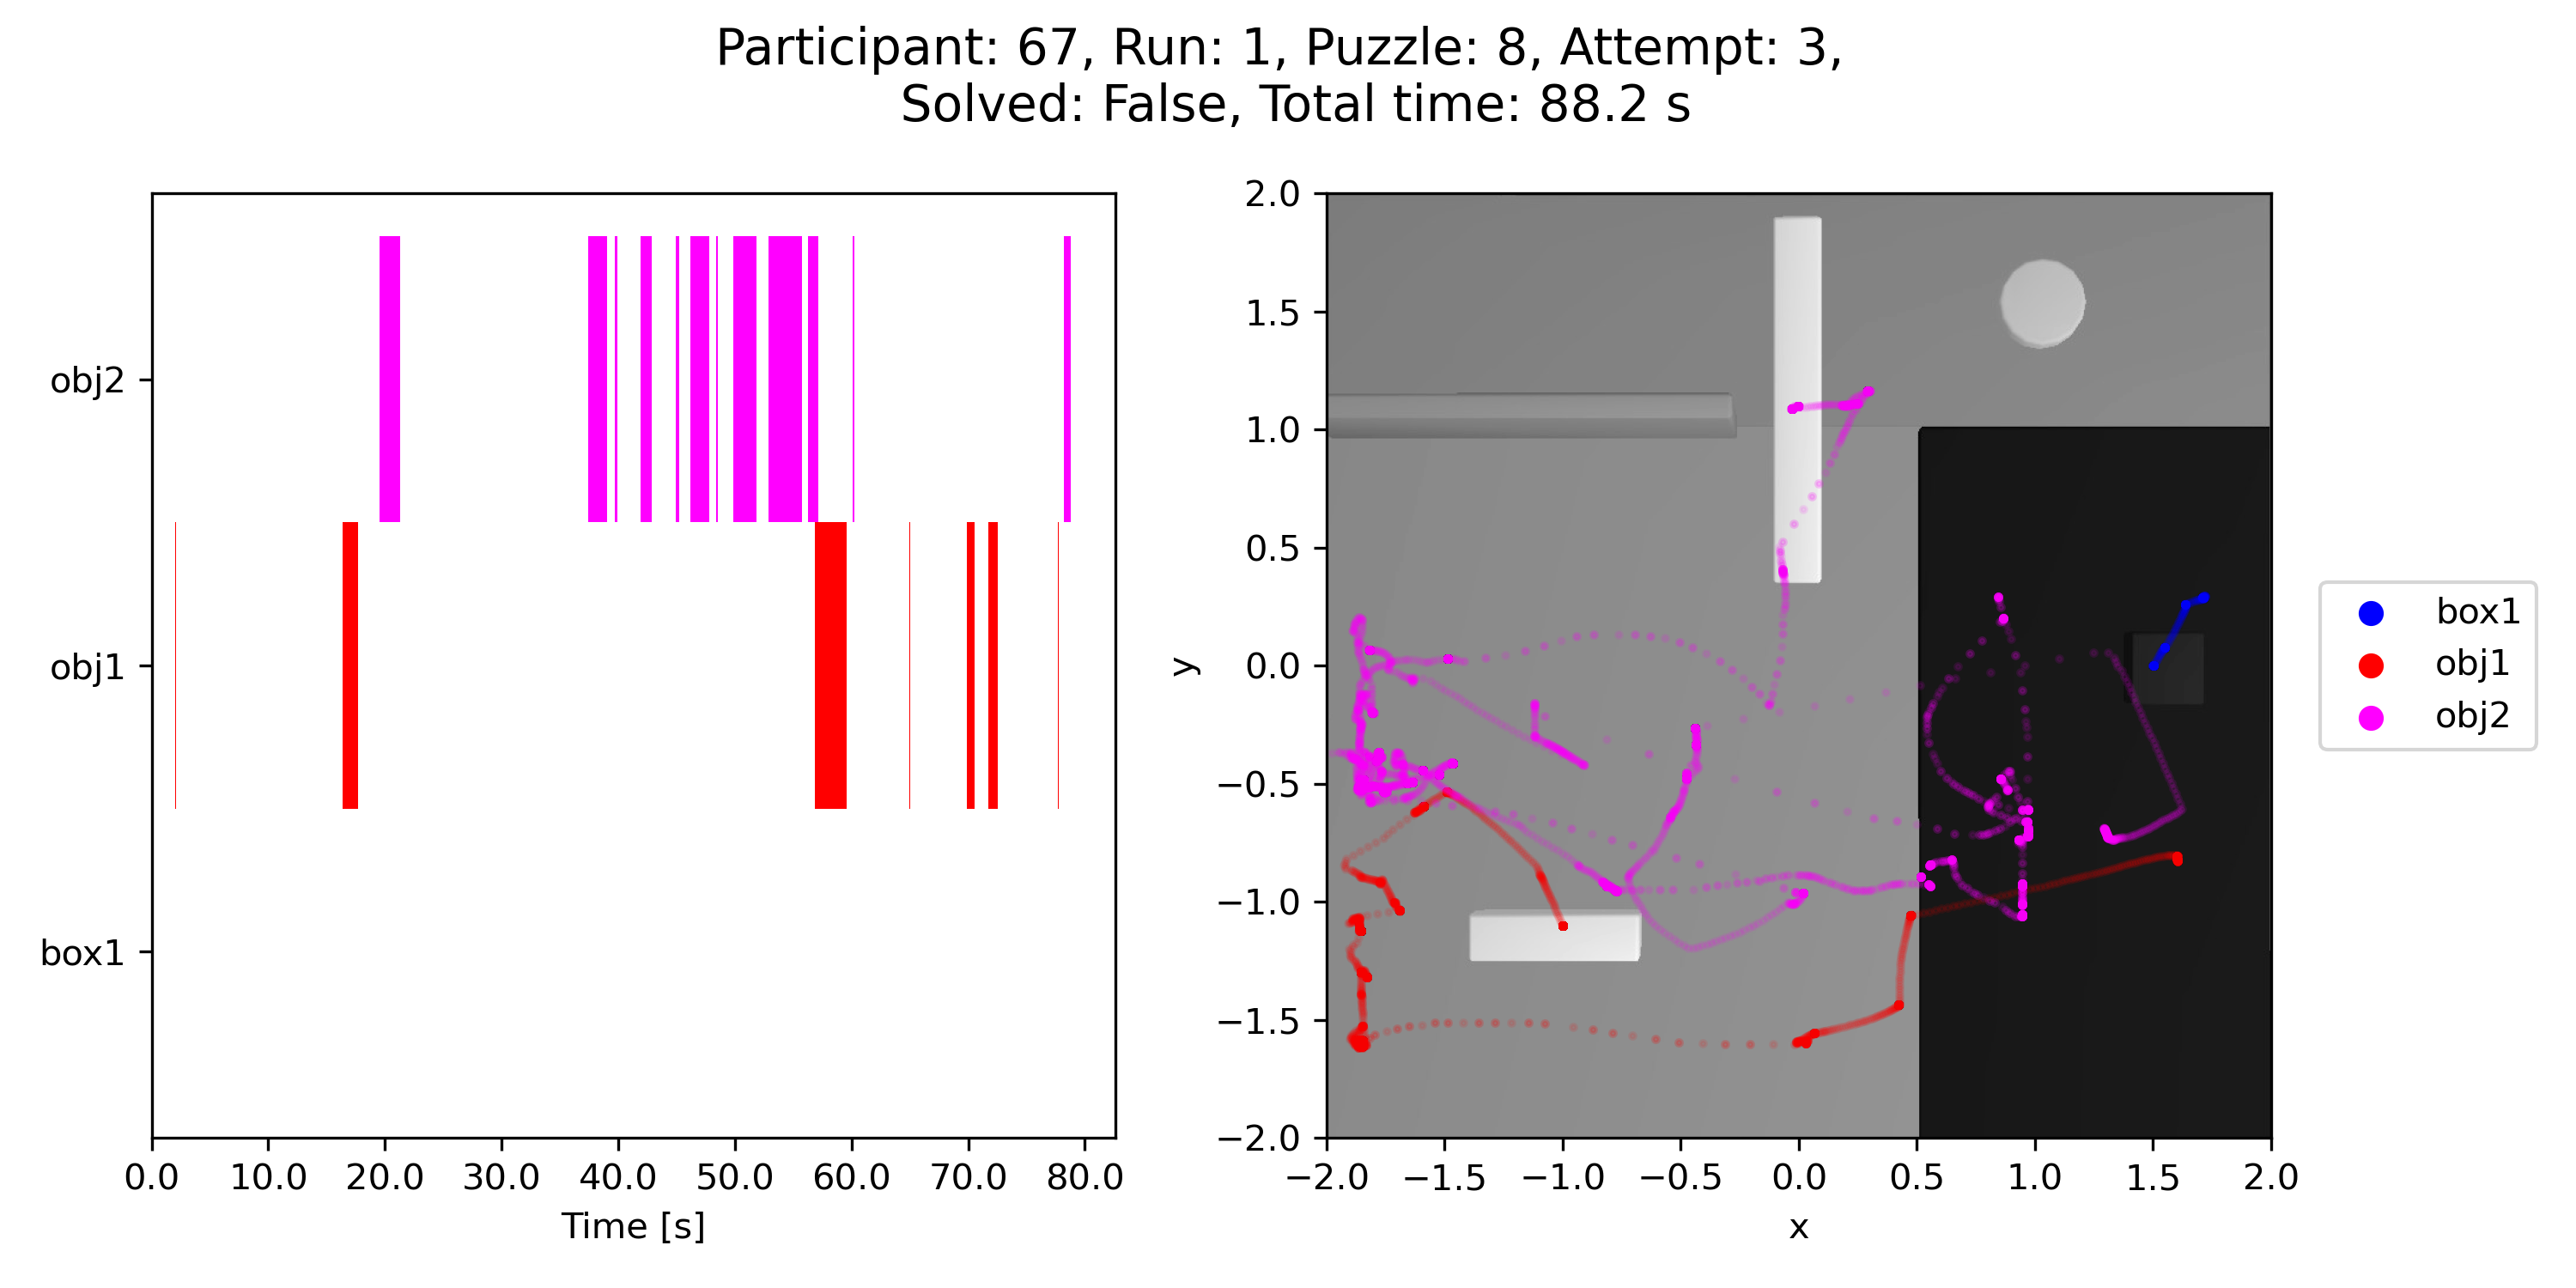 Participant: 67, Run: 1, Puzzle: 8, Attempt: 3,
Solved: False, Total time: 88.2 s
obj2
obj1
box1
0.0 10.0 20.0 30.0 40.0 50.0 60.0 70.0 80.0
Time [s]
2.0
1.5
1.0
0.5
0.0
−0.5
−1.0
−1.5
−2.0
y
−2.0 −1.5 −1.0 −0.5 0.0 0.5 1.0 1.5 2.0
x
box1
obj1
obj2